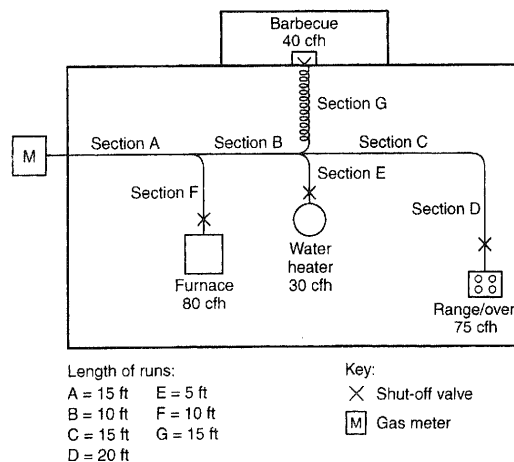 Barbecue
40 cfh
Section G
Section A
Section B
Section C
M
Section F
Section E
Section D
Water
heater
30 cfh
Furnace
80 cfh
Range/oven
75 cfh
Length of runs:
A = 15 ft E = 5 ft
B = 10 ft F = 10 ft
C = 15 ft G = 15 ft
D = 20 ft
Key:
Shut-off valve
M Gas meter